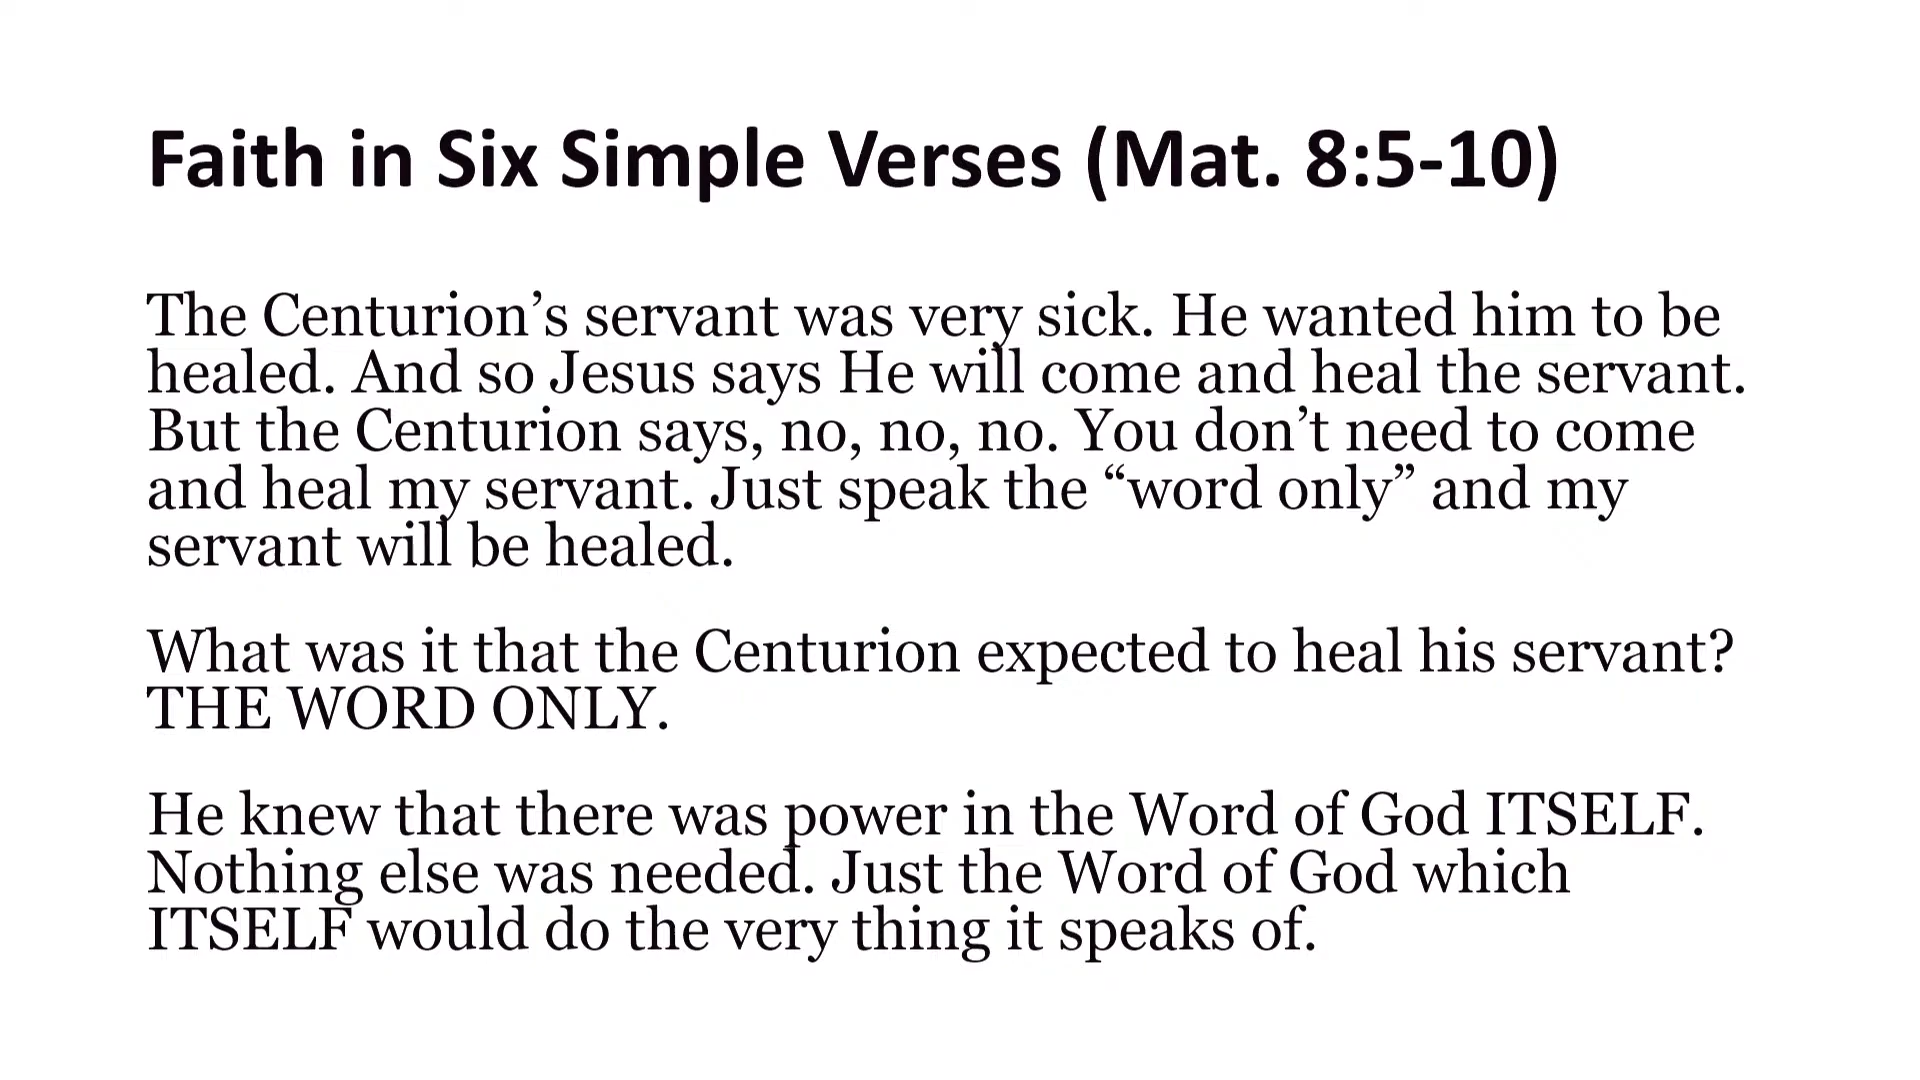 Faith in Six Simple Verses (Mat. 8:5-10)
The Centurion’s servant was very sick. He wanted him to be
healed. And so Jesus says He will come and heal the servant.
But the Centurion says, no, no, no. You don’t need to come
and heal my servant. Just speak the “word only” and my
servant will be healed.
What was it that the Centurion expected to heal his servant?
THE WORD ONLY.
He knew that there was power in the Word of God ITSELF.
Nothing else was needed. Just the Word of God which
ITSELF would do the very thing it speaks of.